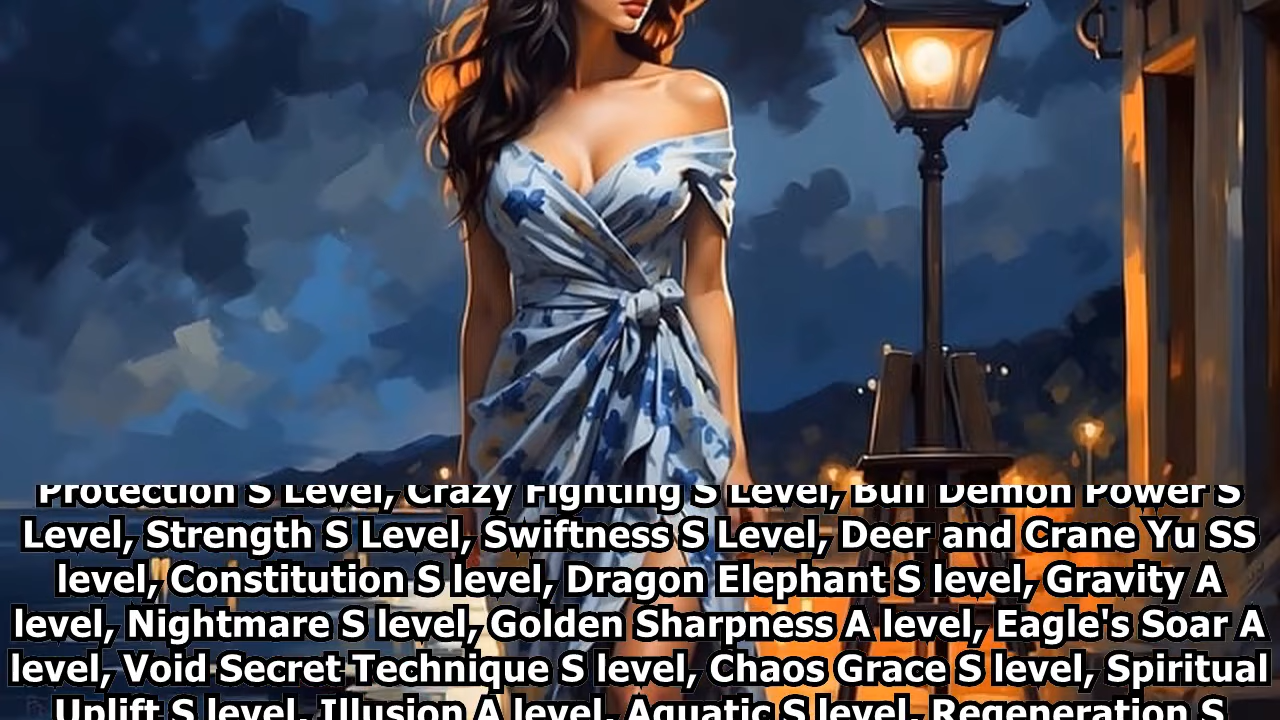 Protection S Level, Crazy Fighting S Level, Bull Demon Power S
Level, Strength S Level, Swiftness S Level, Deer and Crane Yu SS
level, Constitution S level, Dragon Elephant S level, Gravity A
level, Nightmare S level, Golden Sharpness A level, Eagle's Soar A
level, Void Secret Technique S level, Chaos Grace S level, Spiritual
Uplift S level, Illusion A level, Aquatic S level, Regeneration S